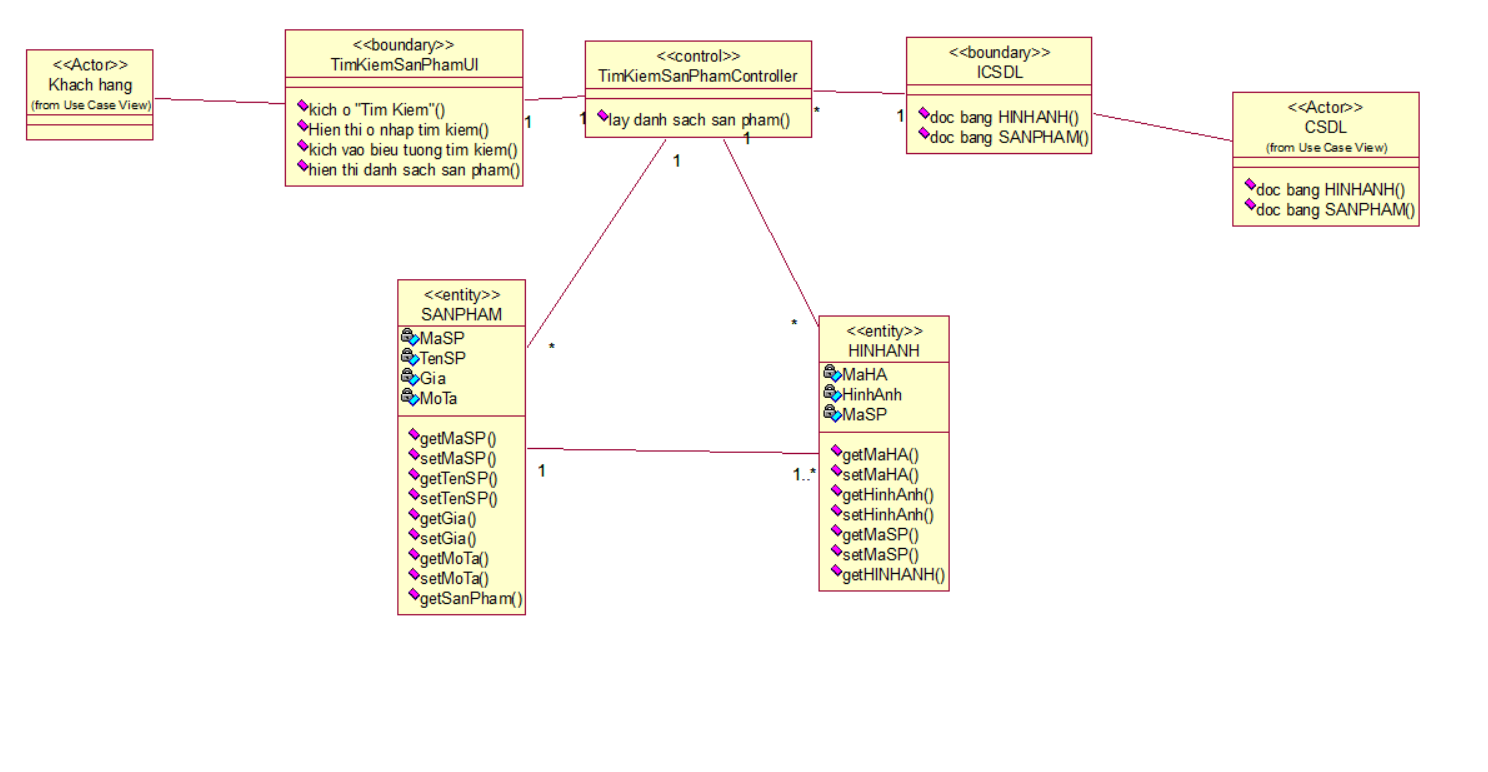 <<Actor>>
Khach hang
(from Use Case View)
<<boundary>>
TimKiemSanPhamUI
kich o "Tim Kiem"()
Hien thi o nhap tim kiem()
kich vao bieu tuong tim kiem()
hien thi danh sach san pham()
1
1
<<control>>
TimKiemSanPhamController
lay danh sach san pham()
1
1
*
1
<<boundary>>
ICSDL
doc bang HINHANH()
doc bang SANPHAM()
<<Actor>>
CSDL
(from Use Case View)
doc bang HINHANH()
doc bang SANPHAM()
<<entity>>
SANPHAM
MaSP
TenSP
Gia
MoTa
getMaSP()
setMaSP()
getTenSP()
setTenSP()
getGia()
setGia()
getMoTa()
setMoTa()
getSanPham()
*
1
*
1..*
<<entity>>
HINHANH
MaHA
HinhAnh
MaSP
getMaHA()
setMaHA()
getHinhAnh()
setHinhAnh()
getMaSP()
setMaSP()
getHINHANH()